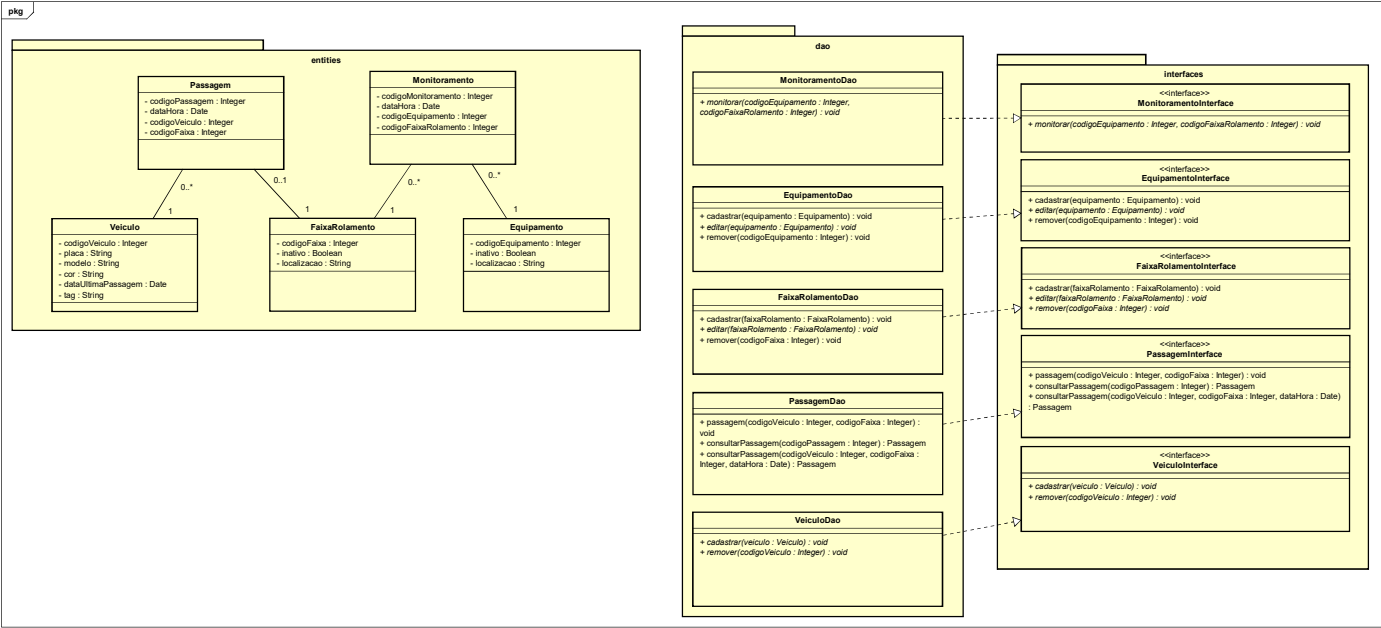 pkg
entities
Passagem
- codigoPassagem : Integer
- dataHora : Date
- codigoVeiculo : Integer
- codigoFaixa : Integer
Monitoramento
- codigoMonitoramento : Integer
- dataHora : Date
- codigoEquipamento : Integer
- codigoFaixaRolamento : Integer
0..*
0..1
0..*
0..*
1
1
1
1
Veiculo
- codigoVeiculo : Integer
- placa : String
- modelo : String
- cor : String
- dataUltimaPassagem : Date
- tag : String
FaixaRolamento
- codigoFaixa : Integer
- inativo : Boolean
- localizacao : String
Equipamento
- codigoEquipamento : Integer
- inativo : Boolean
- localizacao : String
dao
MonitoramentoDao
+ monitorar(codigoEquipamento : Integer,
codigoFaixaRolamento : Integer) : void
EquipamentoDao
+ cadastrar(equipamento : Equipamento) : void
+ editar(equipamento : Equipamento) : void
+ remover(codigoEquipamento : Integer) : void
FaixaRolamentoDao
+ cadastrar(faixaRolamento : FaixaRolamento) : void
+ editar(faixaRolamento : FaixaRolamento) : void
+ remover(codigoFaixa : Integer) : void
PassagemDao
+ passagem(codigoVeiculo : Integer, codigoFaixa : Integer) :
void
+ consultarPassagem(codigoPassagem : Integer) : Passagem
+ consultarPassagem(codigoVeiculo : Integer, codigoFaixa :
Integer, dataHora : Date) : Passagem
VeiculoDao
+ cadastrar(veiculo : Veiculo) : void
+ remover(codigoVeiculo : Integer) : void
interfaces
<<interface>>
MonitoramentoInterface
+ monitorar(codigoEquipamento : Integer, codigoFaixaRolamento : Integer) : void
<<interface>>
EquipamentoInterface
+ cadastrar(equipamento : Equipamento) : void
+ editar(equipamento : Equipamento) : void
+ remover(codigoEquipamento : Integer) : void
<<interface>>
FaixaRolamentoInterface
+ cadastrar(faixaRolamento : FaixaRolamento) : void
+ editar(faixaRolamento : FaixaRolamento) : void
+ remover(codigoFaixa : Integer) : void
<<interface>>
PassagemInterface
+ passagem(codigoVeiculo : Integer, codigoFaixa : Integer) : void
+ consultarPassagem(codigoPassagem : Integer) : Passagem
+ consultarPassagem(codigoVeiculo : Integer, codigoFaixa : Integer, dataHora : Date)
: Passagem
<<interface>>
VeiculoInterface
+ cadastrar(veiculo : Veiculo) : void
+ remover(codigoVeiculo : Integer) : void